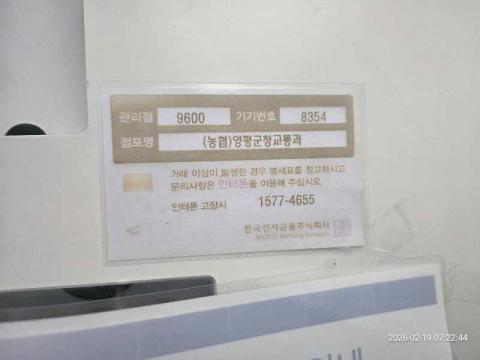 관리점 9600 기기번호 8354
점포명 (농협)양평군청교통과
거래 이상이 발생한 경우 명세표를 참고하시고
문의사항은 인터폰을 이용해 주십시오.
인터폰 고장시 1577-4655
한국전자금융주식회사
2026-02-19 07:22:44